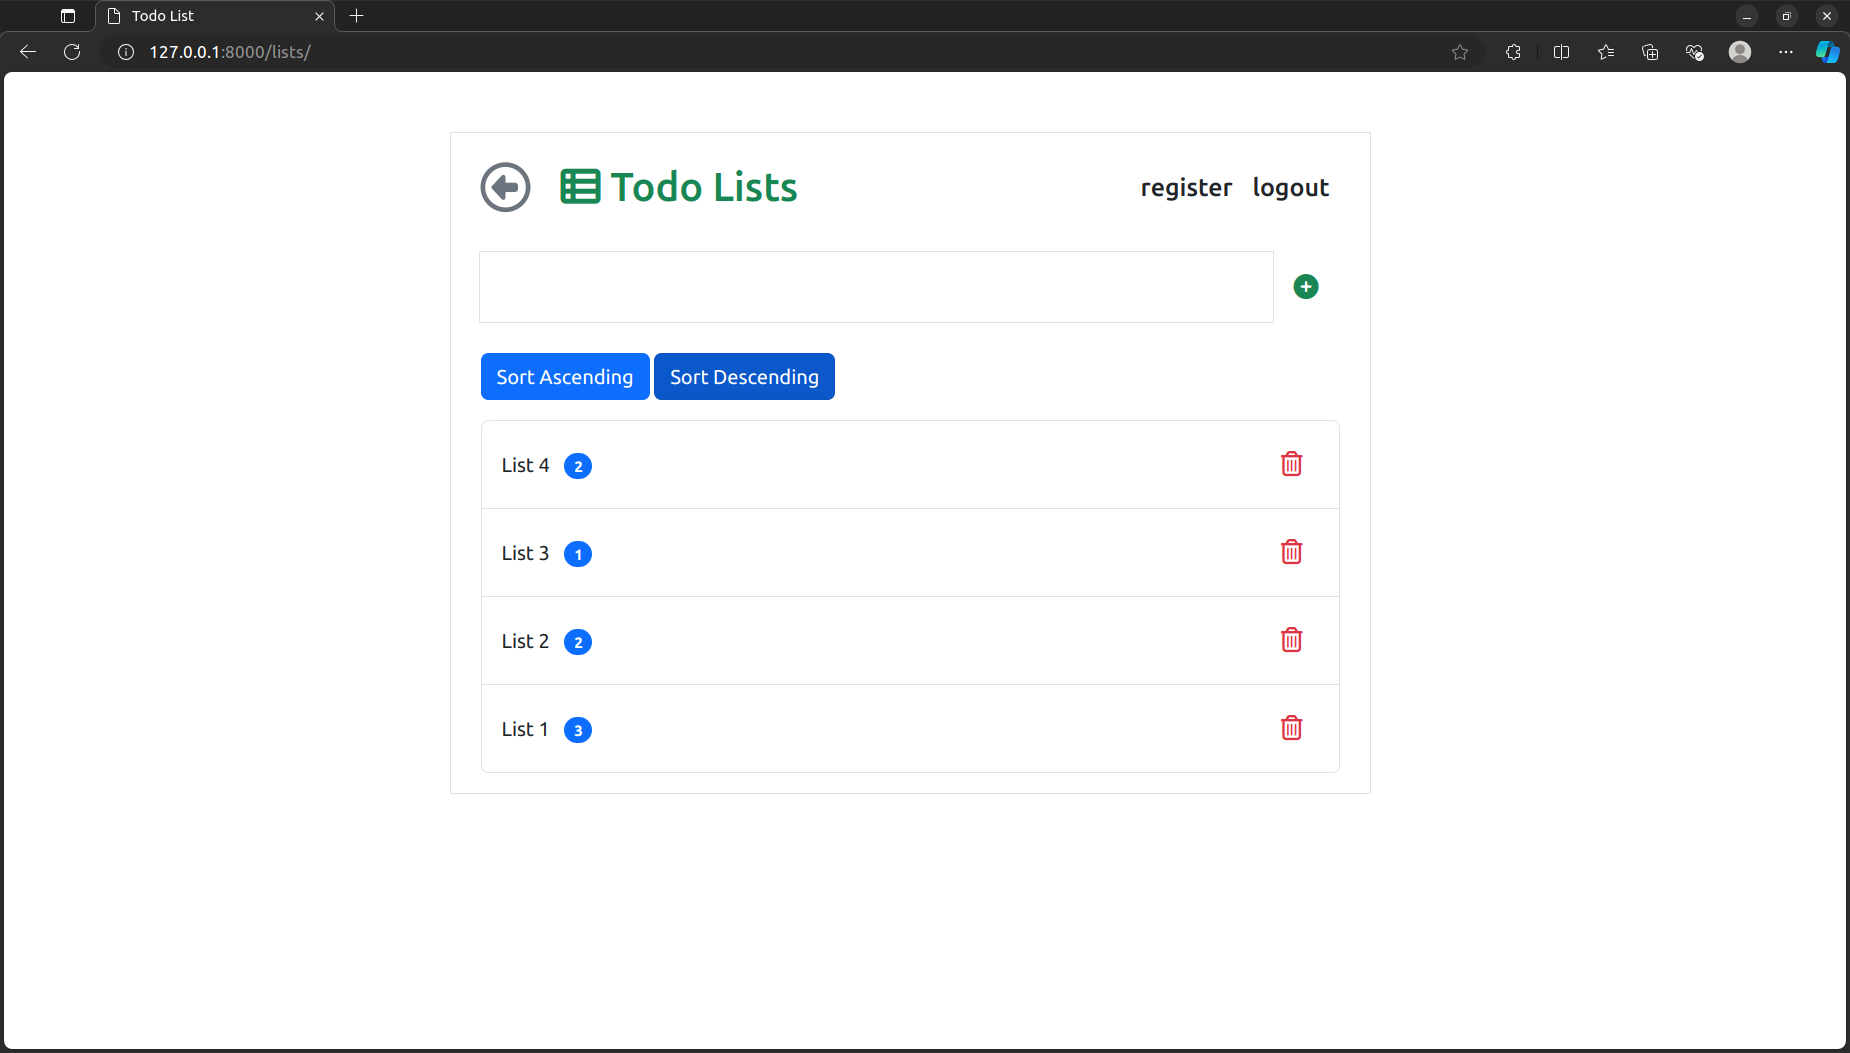 Todo List
127.0.0.1:8000/lists/
Todo Lists
register logout
Sort Ascending Sort Descending
List 4 2
List 3 1
List 2 2
List 1 3